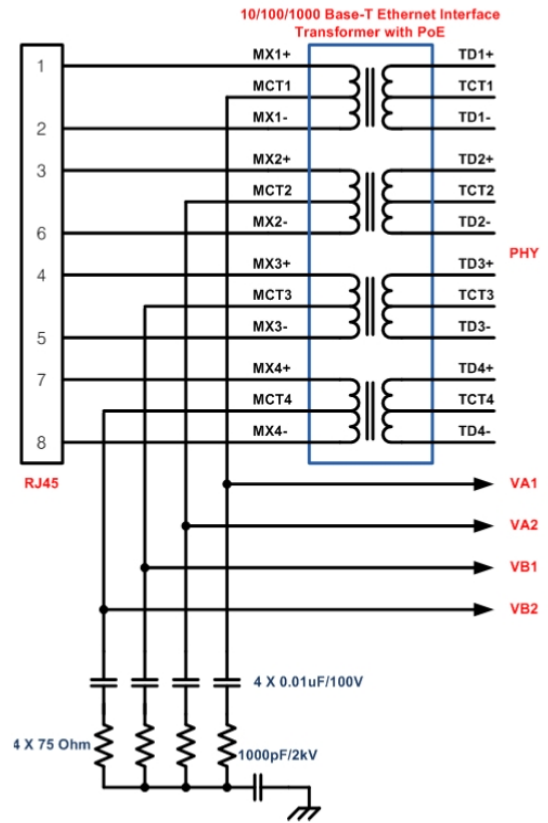 10/100/1000 Base-T Ethernet Interface
Transformer with PoE
1
MX1+
TD1+
MCT1
TCT1
2
MX1-
TD1-
3
MX2+
TD2+
MCT2
TCT2
6
MX2-
TD2-
PHY
4
MX3+
TD3+
MCT3
TCT3
5
MX3-
TD3-
7
MX4+
TD4+
MCT4
TCT4
8
MX4-
TD4-
RJ45
VA1
VA2
VB1
VB2
4 X 0.01uF/100V
4 X 75 Ohm
1000pF/2kV